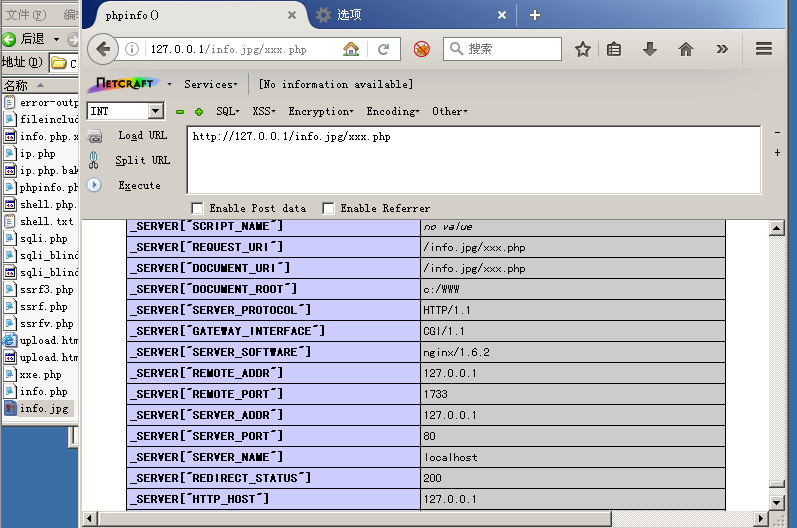 文件(F) 编辑
后退
地址(D) C
名称
error-outp
fileinclud
info.php.x
ip.php
ip.php.bak
phpinfo.ph
shell.php.
shell.txt
sqli.php
sqli_blind
sqli_blind
ssrf3.php
ssrf.php
ssrfv.php
upload.htm
upload.htm
xxe.php
info.php
info.jpg
phpinfo() 选项
127.0.0.1/info.jpg/xxx.php 搜索
NETCRAFT Services [No information available]
INT SQL XSS Encryption Encoding Other
Load URL http://127.0.0.1/info.jpg/xxx.php
Split URL
Execute
Enable Post data Enable Referrer
_SERVER["SCRIPT_NAME"] no value
_SERVER["REQUEST_URI"] /info.jpg/xxx.php
_SERVER["DOCUMENT_URI"] /info.jpg/xxx.php
_SERVER["DOCUMENT_ROOT"] c:/WWW
_SERVER["SERVER_PROTOCOL"] HTTP/1.1
_SERVER["GATEWAY_INTERFACE"] CGI/1.1
_SERVER["SERVER_SOFTWARE"] nginx/1.6.2
_SERVER["REMOTE_ADDR"] 127.0.0.1
_SERVER["REMOTE_PORT"] 1733
_SERVER["SERVER_ADDR"] 127.0.0.1
_SERVER["SERVER_PORT"] 80
_SERVER["SERVER_NAME"] localhost
_SERVER["REDIRECT_STATUS"] 200
_SERVER["HTTP_HOST"] 127.0.0.1